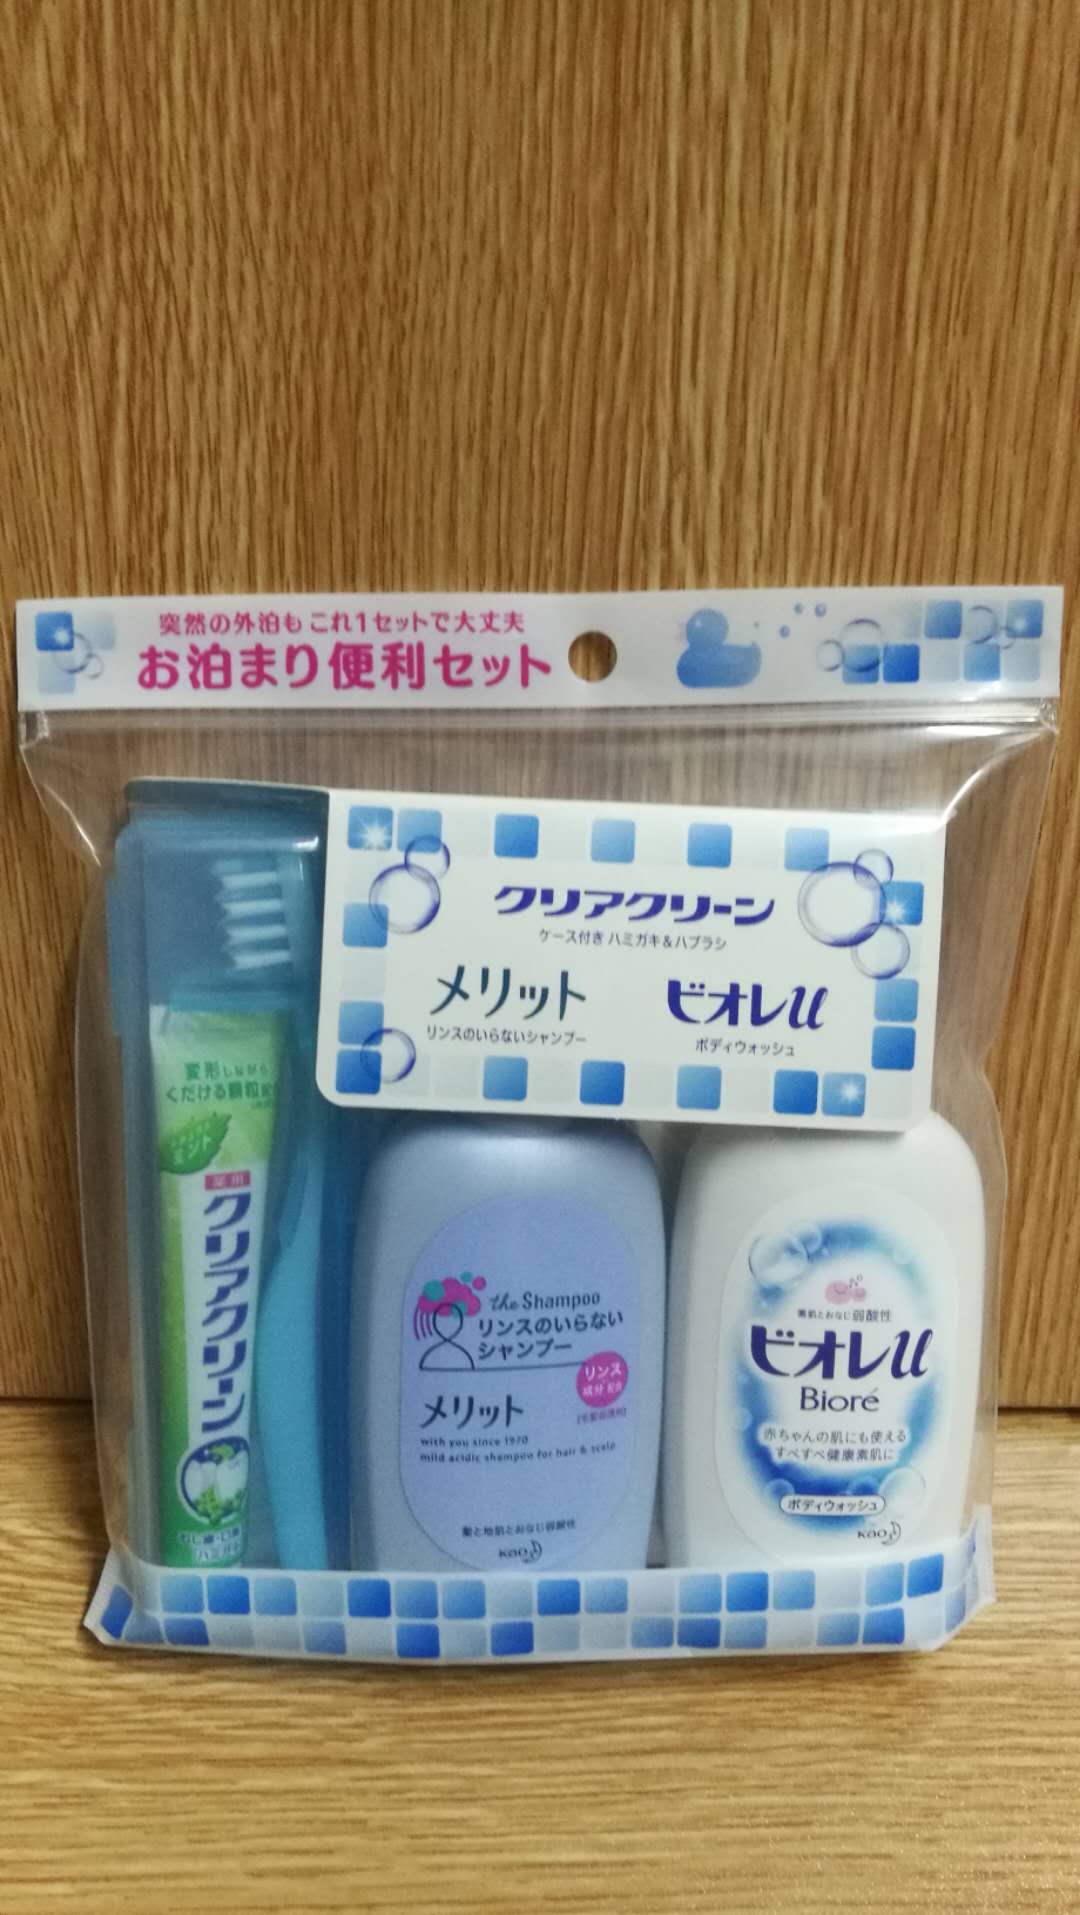 突然の外泊も これ1セットで大丈夫
お泊まり便利セット
クリアクリーン
ケース付き ハミガキ&ハブラシ
メリット
リンスのいらないシャンプー
ビオレu
ボディウォッシュ
変形しながら
くだける顆粒
ミント
薬用
クリアクリーン
the Shampoo
リンスのいらない
シャンプー
リンス
成分配合
メリット
with you since 1970
mild acidic shampoo for hair & scalp
髪と地肌とおなじ弱酸性
Kao
素肌とおなじ弱酸性
ビオレu
Bioré
赤ちゃんの肌にも使える
すべすべ健康素肌に
ボディウォッシュ
Kao